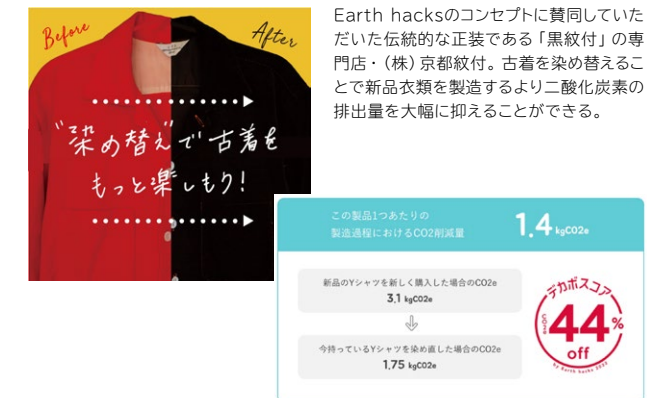 Before
After
"染め替え"で古着を
もっと楽しもり!
Earth hacksのコンセプトに賛同していた
だいた伝統的な正装である「黒紋付」の専
門店・（株）京都紋付。古着を染め替えるこ
とで新品衣類を製造するより二酸化炭素の
排出量を大幅に抑えることができる。
この製品1つあたりの
製造過程におけるCO2削減量
1.4 kgCO2e
新品のYシャツを新しく購入した場合のCO2e
3.1 kgCO2e
今持っているYシャツを染め直した場合のCO2e
1.75 kgCO2e
デカボスコア
44%
off
by Earth hacks 2023